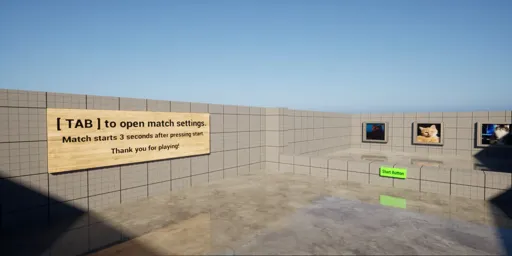 [ TAB ] to open match settings.
Match starts 3 seconds after pressing start
Thank you for playing!
Start Button